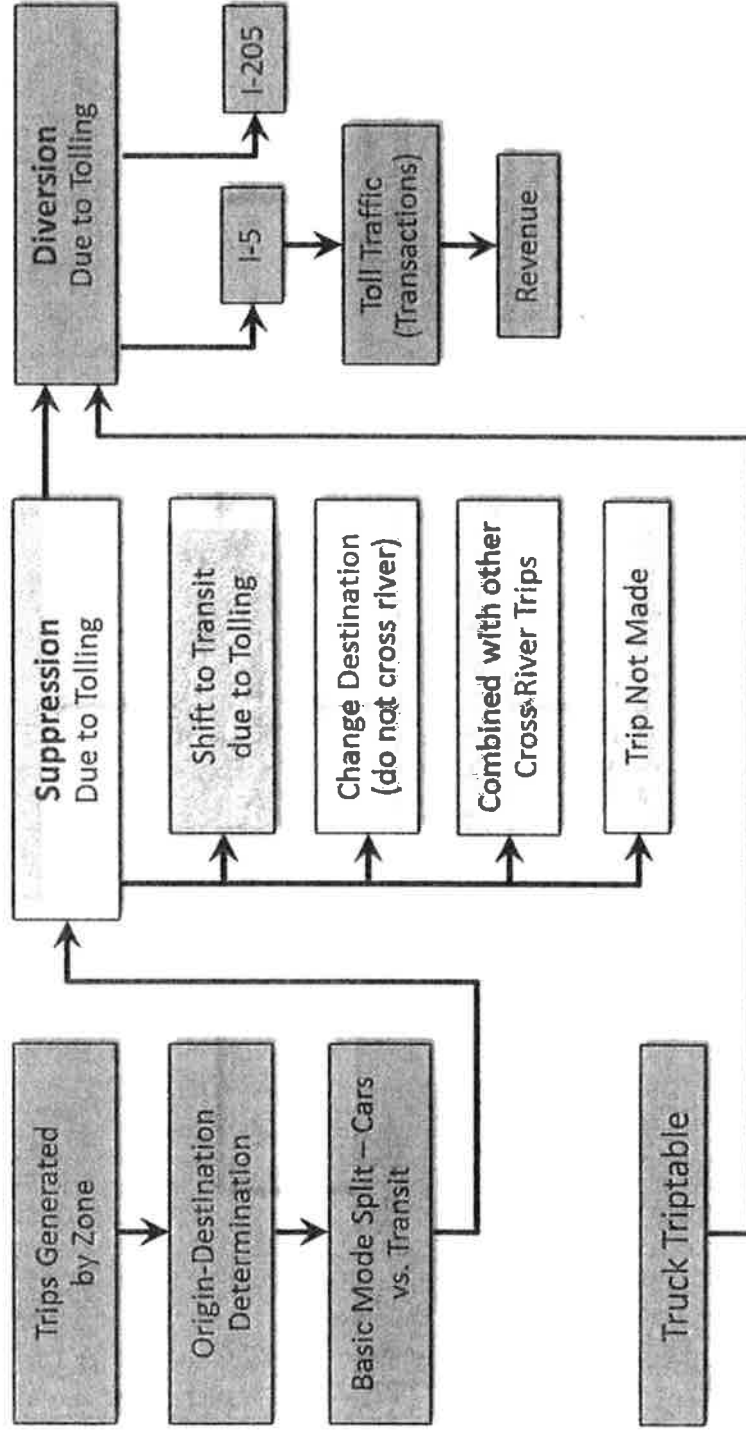 Trips Generated
by Zone
Origin-Destination
Determination
Basic Mode Split – Cars
vs. Transit
Truck Triptable
Suppression
Due to Tolling
Shift to Transit
due to Tolling
Change Destination
(do not cross river)
Combined with other
Cross-River Trips
Trip Not Made
Diversion
Due to Tolling
I-5
I-205
Toll Traffic
(Transactions)
Revenue